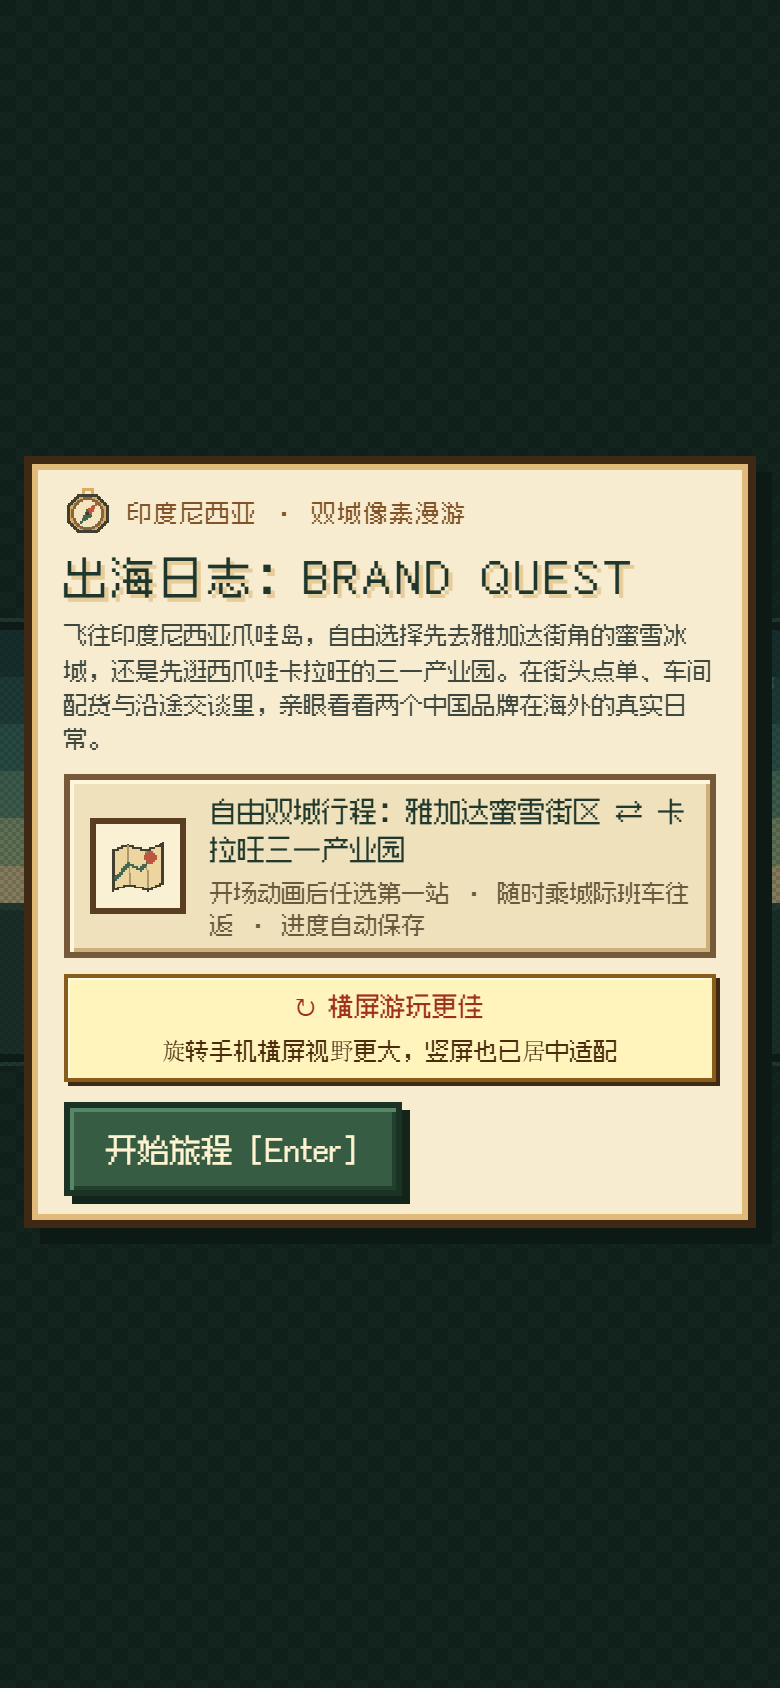 印度尼西亚 · 双城像素漫游
出海日志：BRAND QUEST
飞往印度尼西亚爪哇岛，自由选择先去雅加达街角的蜜雪冰
城，还是先逛西爪哇卡拉旺的三一产业园。在街头点单、车间
配货与沿途交谈里，亲眼看看两个中国品牌在海外的真实日
常。
自由双城行程：雅加达蜜雪街区 ⇄ 卡
拉旺三一产业园
开场动画后任选第一站 · 随时乘城际班车往
返 · 进度自动保存
↻ 横屏游玩更佳
旋转手机横屏视野更大，竖屏也已居中适配
开始旅程 [Enter]